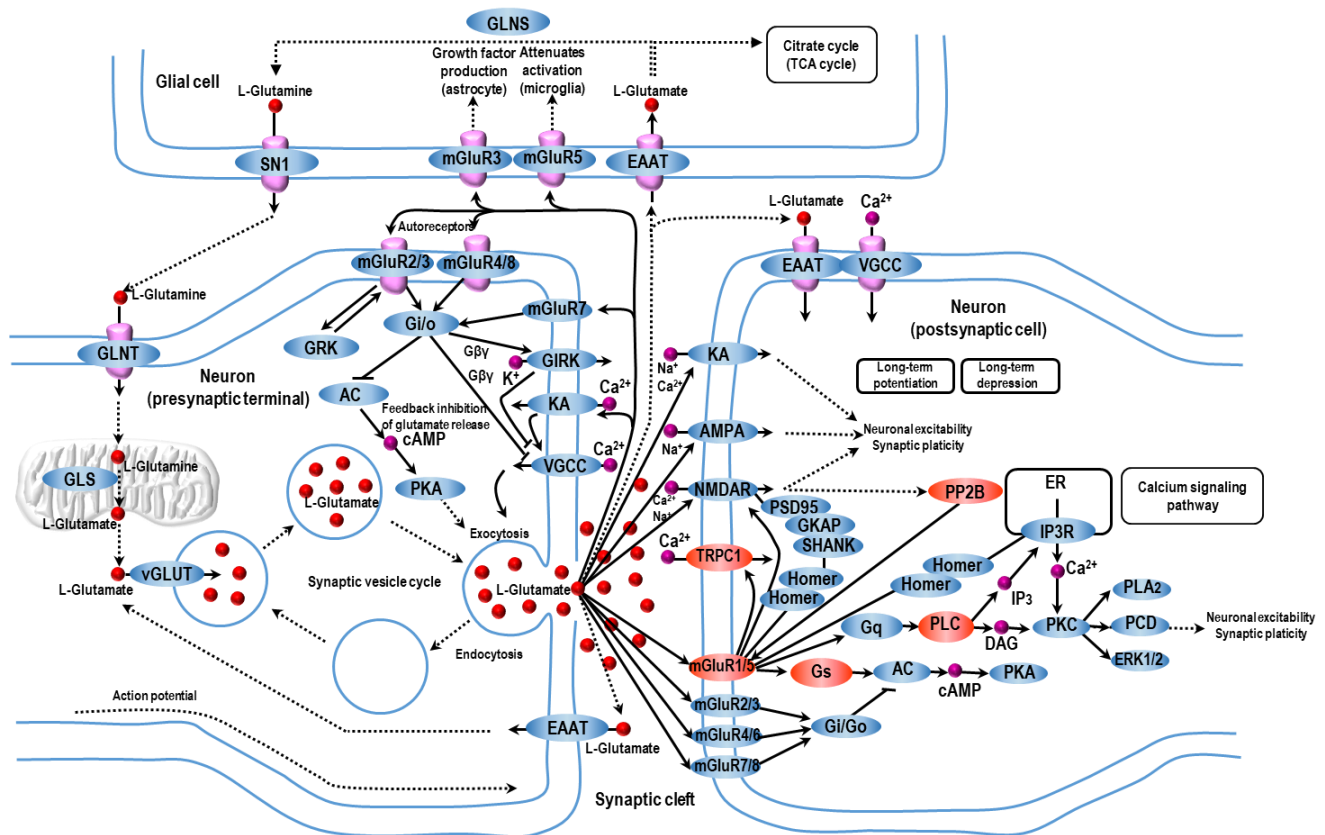 GLNS
Citrate cycle
(TCA cycle)
Growth factor
production
(astrocyte)
Attenuates
activation
(microglia)
Glial cell
L-Glutamine
L-Glutamate
SN1
mGluR3
mGluR5
EAAT
L-Glutamate
Ca2+
Autoreceptors
mGluR2/3
mGluR4/8
EAAT
VGCC
L-Glutamine
Neuron
(postsynaptic cell)
mGluR7
Gi/o
GRK
GLNT
Gβγ
GIRK
K+
Gβγ
Neuron
(presynaptic terminal)
AC
KA
Ca2+
Na+
Ca2+
KA
Long-term
potentiation
Long-term
depression
Feedback inhibition
of glutamate release
cAMP
AMPA
Na+
Neuronal excitability
Synaptic platicity
VGCC
Ca2+
L-Glutamine
GLS
L-Glutamate
L-Glutamate
PKA
NMDAR
Ca2+
Na+
PP2B
ER
Calcium signaling
pathway
PSD95
GKAP
SHANK
IP3R
Exocytosis
Ca2+
TRPC1
Homer
Homer
Homer
Homer
Ca2+
IP3
PLA2
vGLUT
L-Glutamate
Synaptic vesicle cycle
L-Glutamate
Gq
PLC
DAG
PKC
PCD
ERK1/2
Neuronal excitability
Synaptic platicity
Endocytosis
mGluR1/5
Gs
AC
cAMP
PKA
Action potential
mGluR2/3
mGluR4/6
mGluR7/8
Gi/Go
EAAT
L-Glutamate
Synaptic cleft